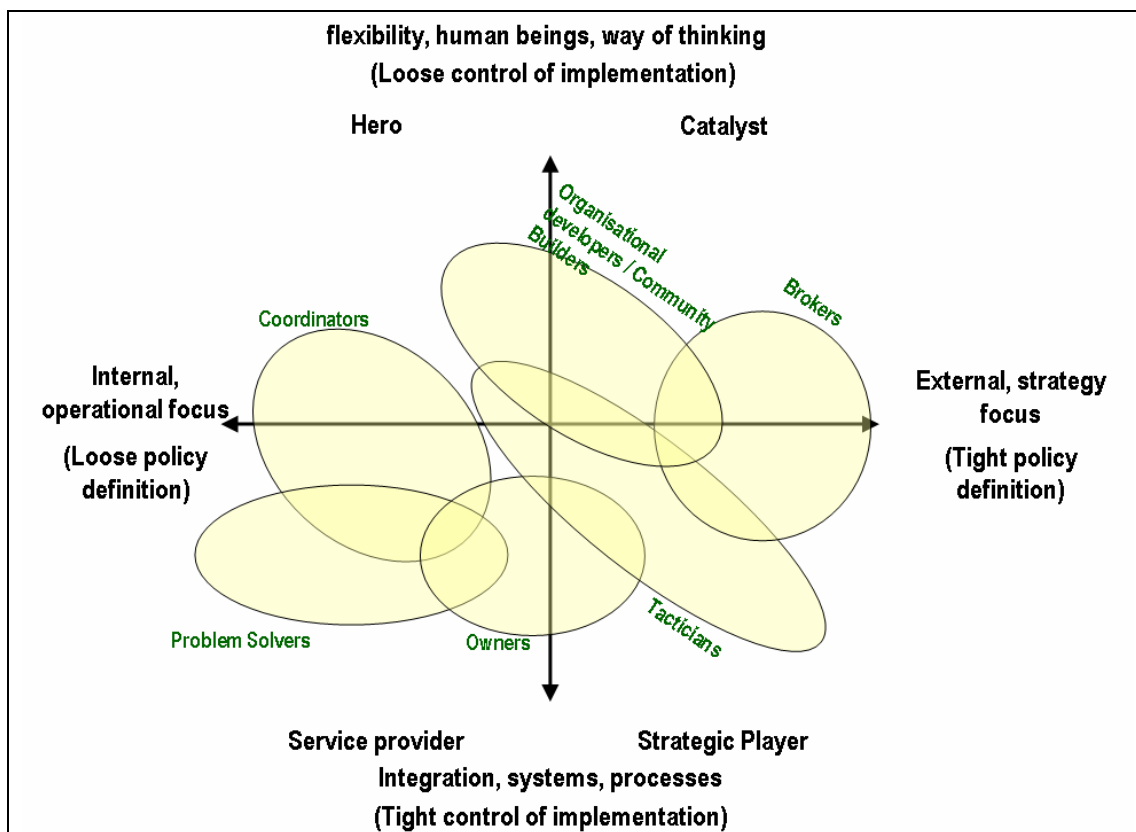 flexibility, human beings, way of thinking
(Loose control of implementation)
Hero
Catalyst
Organisational
developers / Community
Builders
Brokers
Coordinators
Internal,
operational focus
(Loose policy
definition)
External, strategy
focus
(Tight policy
definition)
Problem Solvers
Owners
Tacticians
Service provider
Strategic Player
Integration, systems, processes
(Tight control of implementation)